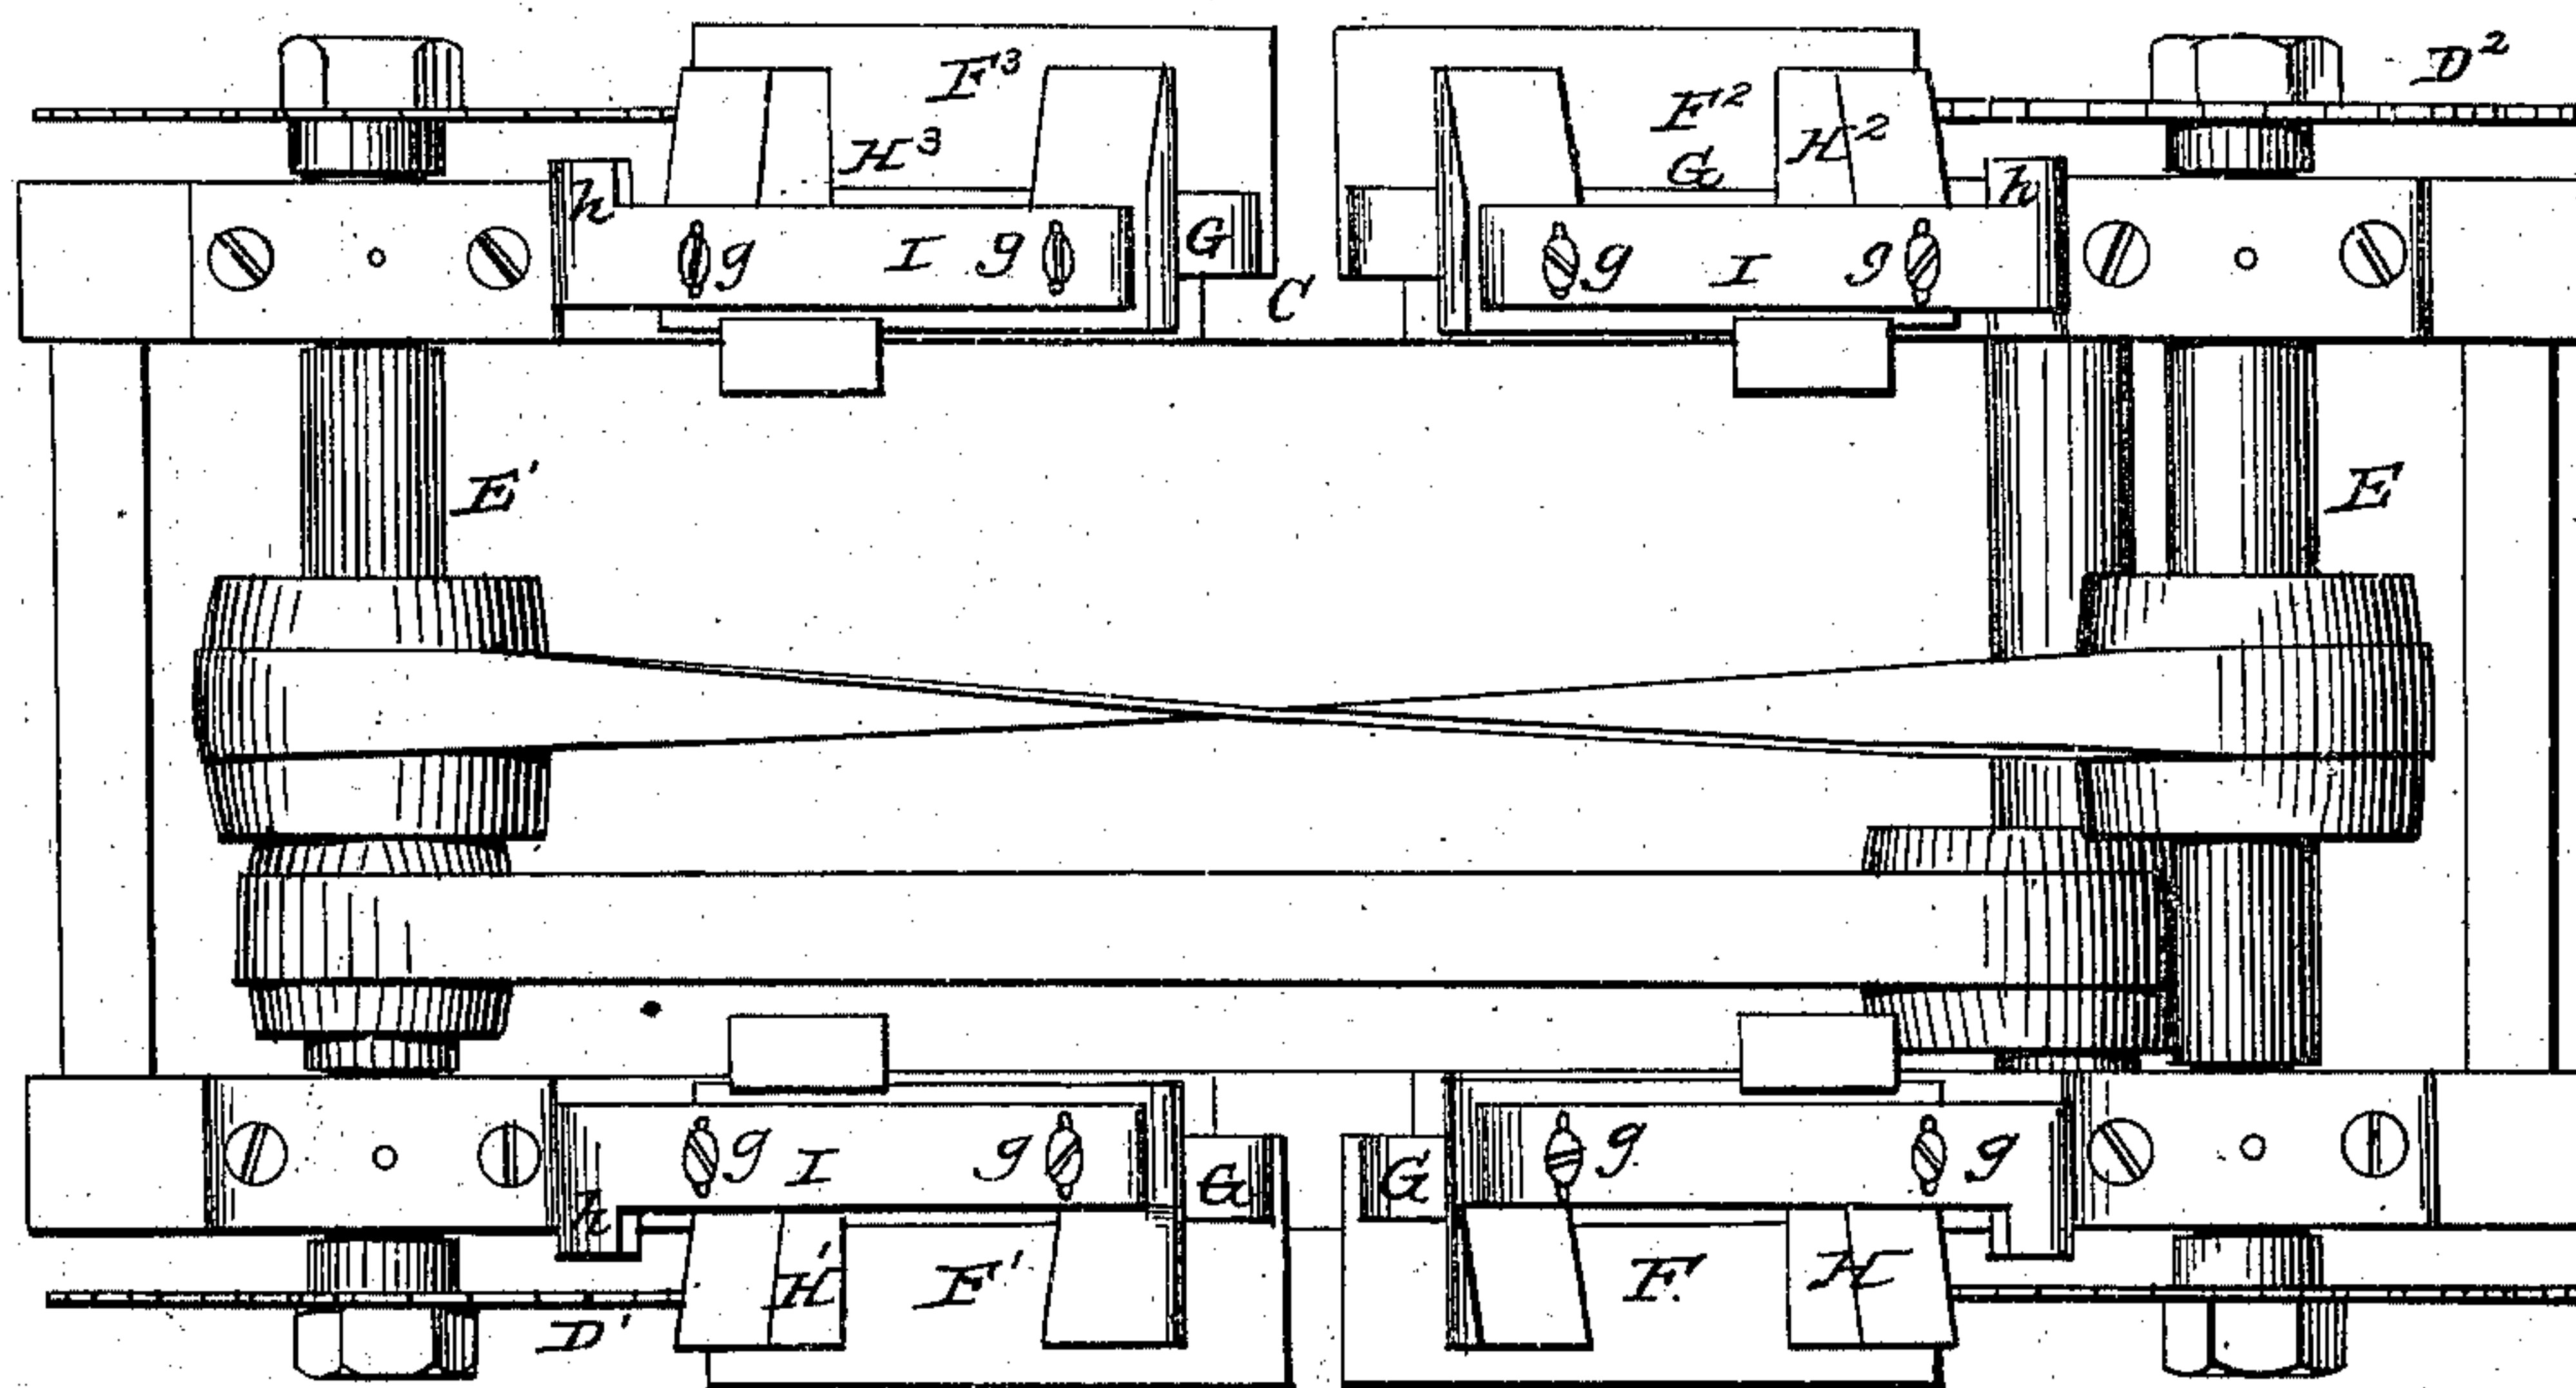 F³ F² D²
H³ G H²
h h
g I g G g I g
C
E' E
g I g G G g g
h
H' F' F H
D'